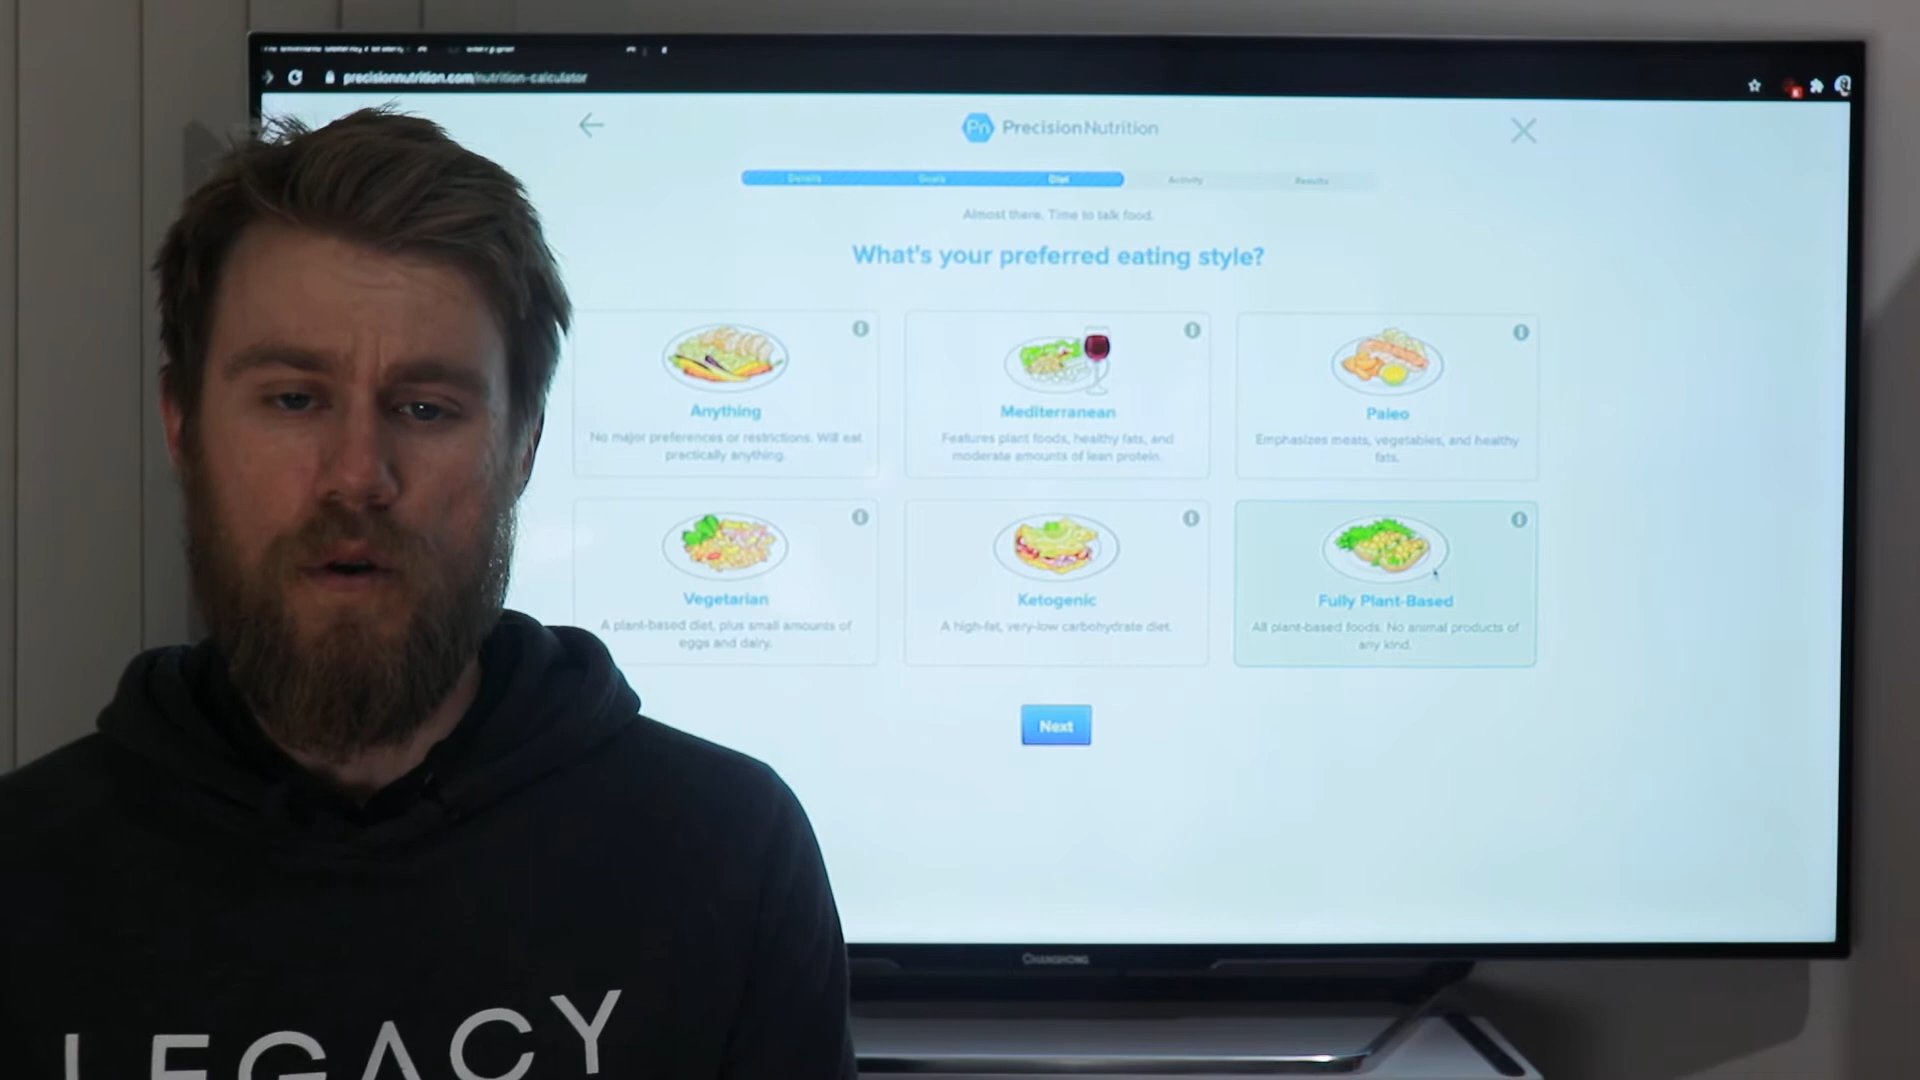 precisionnutrition.com/nutrition-calculator
Pn PrecisionNutrition
Details Goals Diet Activity Results
Almost there. Time to talk food.
What's your preferred eating style?
Anything
No major preferences or restrictions. Will eat
practically anything.
Mediterranean
Features plant foods, healthy fats, and
moderate amounts of lean protein.
Paleo
Emphasizes meats, vegetables, and healthy
fats.
Vegetarian
A plant-based diet, plus small amounts of
eggs and dairy.
Ketogenic
A high-fat, very-low carbohydrate diet.
Fully Plant-Based
All plant-based foods. No animal products of
any kind.
Next
CHANGHONG
LEGACY